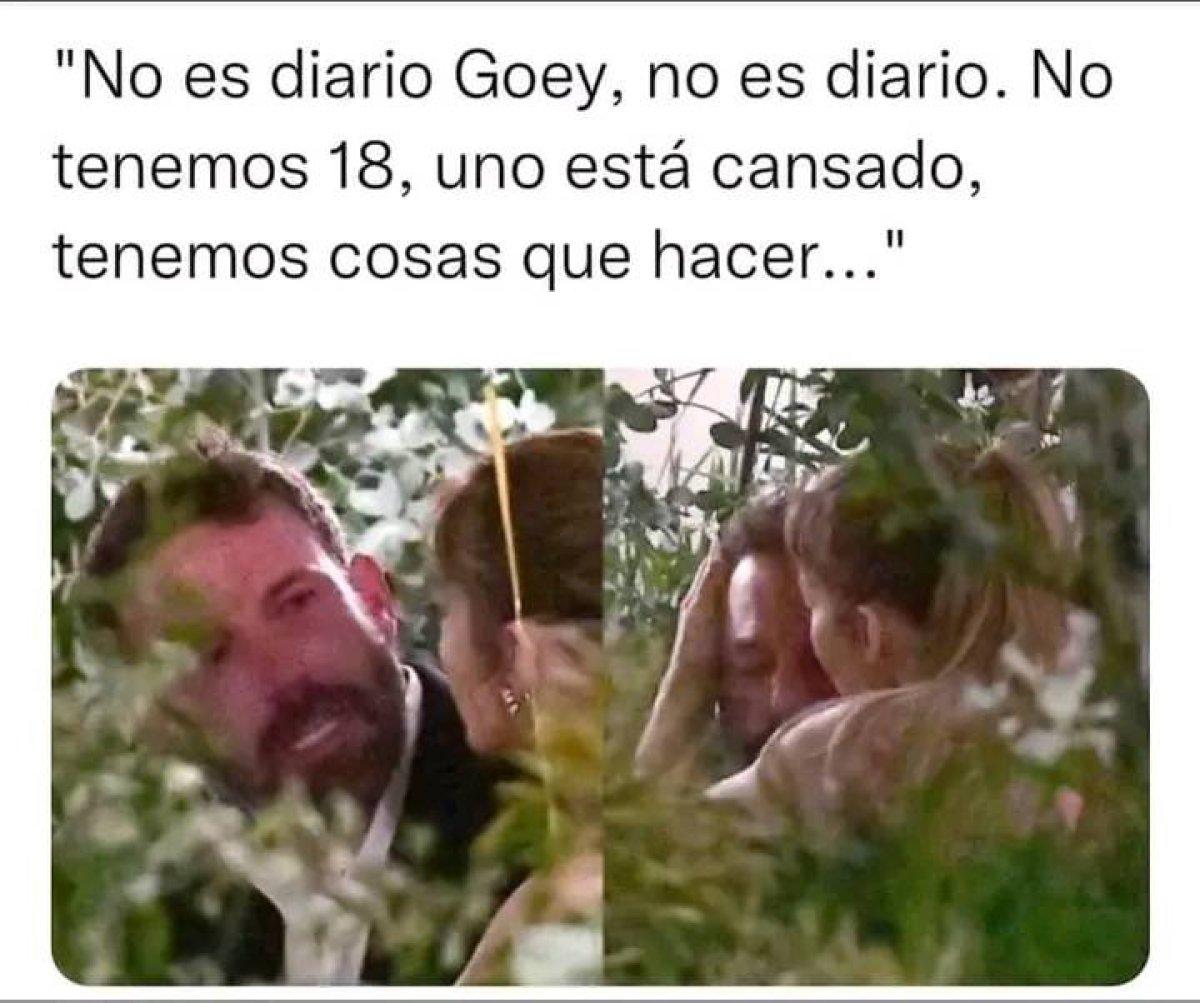 "No es diario Goey, no es diario. No
tenemos 18, uno está cansado,
tenemos cosas que hacer..."